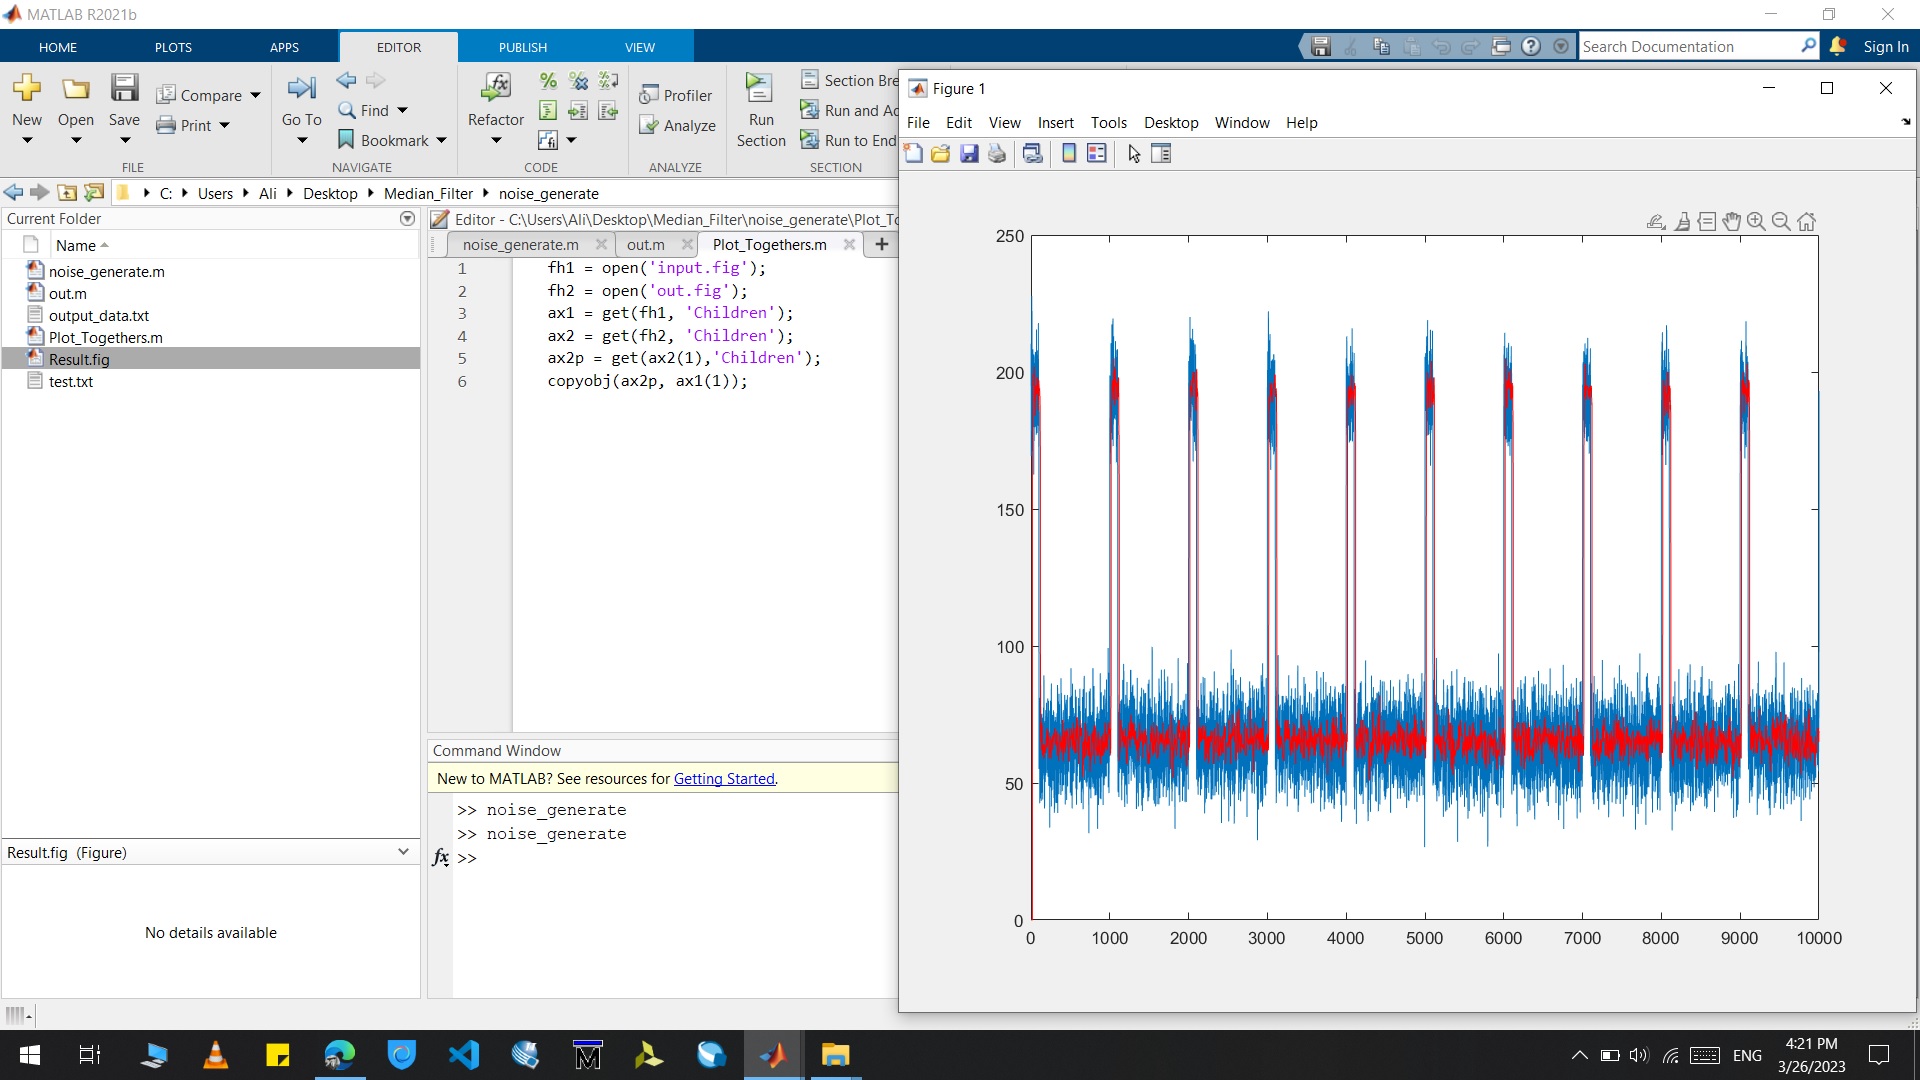 MATLAB R2021b
HOME PLOTS APPS EDITOR PUBLISH VIEW
Search Documentation
Sign In
New Open Save
Compare
Print
FILE
Go To
Find
Bookmark
NAVIGATE
Refactor
CODE
Profiler
Analyze
ANALYZE
Run Section
Section Bre
Run and Ad
Run to End
SECTION
C: Users Ali Desktop Median_Filter noise_generate
Current Folder
Name
noise_generate.m
out.m
output_data.txt
Plot_Togethers.m
Result.fig
test.txt
Result.fig (Figure)
No details available
Editor - C:\Users\Ali\Desktop\Median_Filter\noise_generate\Plot_To
noise_generate.m out.m Plot_Togethers.m
1 fh1 = open('input.fig');
2 fh2 = open('out.fig');
3 ax1 = get(fh1, 'Children');
4 ax2 = get(fh2, 'Children');
5 ax2p = get(ax2(1),'Children');
6 copyobj(ax2p, ax1(1));
Command Window
New to MATLAB? See resources for Getting Started.
>> noise_generate
>> noise_generate
fx >>
Figure 1
File Edit View Insert Tools Desktop Window Help
250
200
150
100
50
0
0 1000 2000 3000 4000 5000 6000 7000 8000 9000 10000
ENG
4:21 PM
3/26/2023